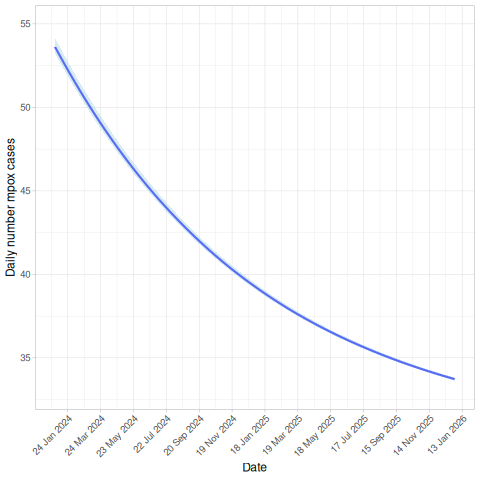 Daily number mpox cases
55
50
45
40
35
24 Jan 2024
24 Mar 2024
23 May 2024
22 Jul 2024
20 Sep 2024
19 Nov 2024
18 Jan 2025
19 Mar 2025
18 May 2025
17 Jul 2025
15 Sep 2025
14 Nov 2025
13 Jan 2026
Date